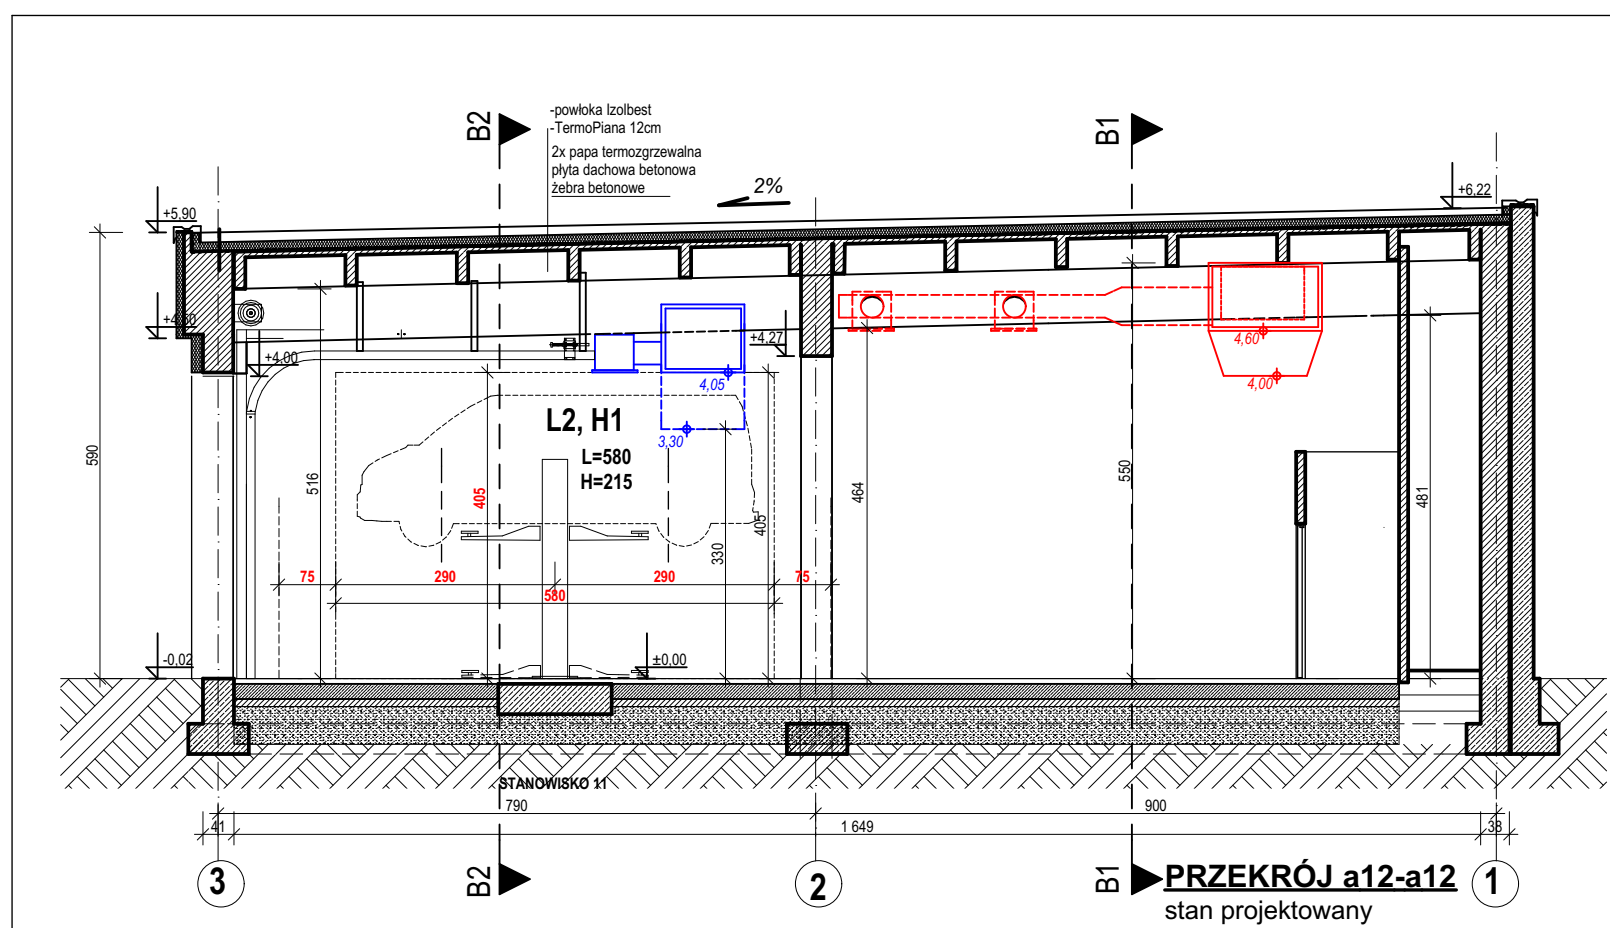 -powłoka Izolbest
-TermoPiana 12cm
2x papa termozgrzewalna
płyta dachowa betonowa
żebra betonowe
B2
B1
2%
+5,90
+6,22
+4,00
+4,27
4,05
3,30
4,60
4,00
L2, H1
L=580
H=215
590
516
405
405
330
464
550
481
75
290
290
75
580
-0,02
±0,00
STANOWISKO 11
790
900
41
1 649
38
3
B2
2
B1
PRZEKRÓJ a12-a12
stan projektowany
1